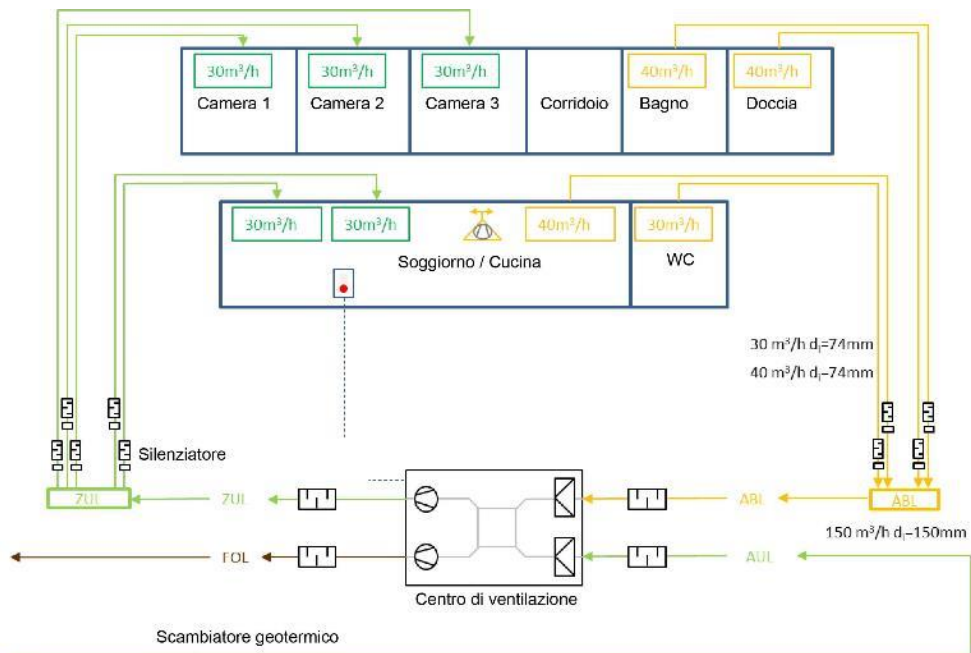 30m³/h 30m³/h 30m³/h 40m³/h 40m³/h
Camera 1 Camera 2 Camera 3 Corridoio Bagno Doccia
30m³/h 30m³/h 40m³/h 30m³/h
Soggiorno / Cucina WC
30 m³/h dᵢ=74mm
40 m³/h dᵢ=74mm
Silenziatore
ZUL ZUL ABL ABL
150 m³/h dᵢ=150mm
FOL AUL
Centro di ventilazione
Scambiatore geotermico